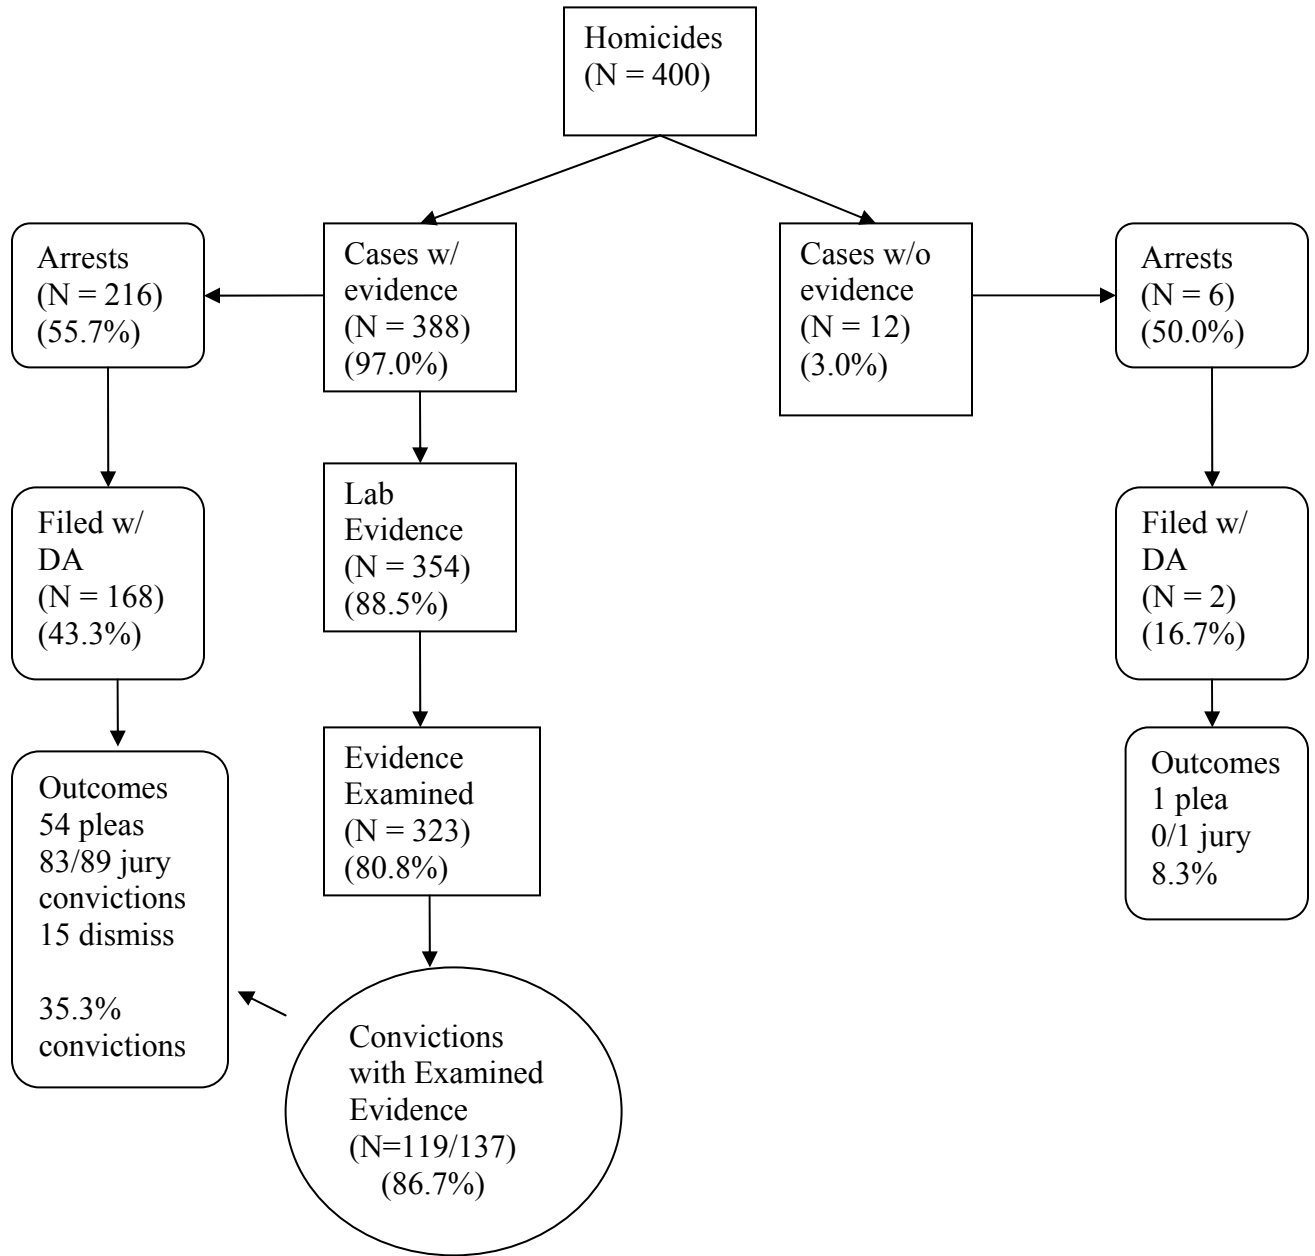 Homicides
(N = 400)
Arrests
(N = 216)
(55.7%)
Cases w/
evidence
(N = 388)
(97.0%)
Cases w/o
evidence
(N = 12)
(3.0%)
Arrests
(N = 6)
(50.0%)
Filed w/
DA
(N = 168)
(43.3%)
Lab
Evidence
(N = 354)
(88.5%)
Filed w/
DA
(N = 2)
(16.7%)
Outcomes
54 pleas
83/89 jury
convictions
15 dismiss
35.3%
convictions
Evidence
Examined
(N = 323)
(80.8%)
Outcomes
1 plea
0/1 jury
8.3%
Convictions
with Examined
Evidence
(N=119/137)
(86.7%)